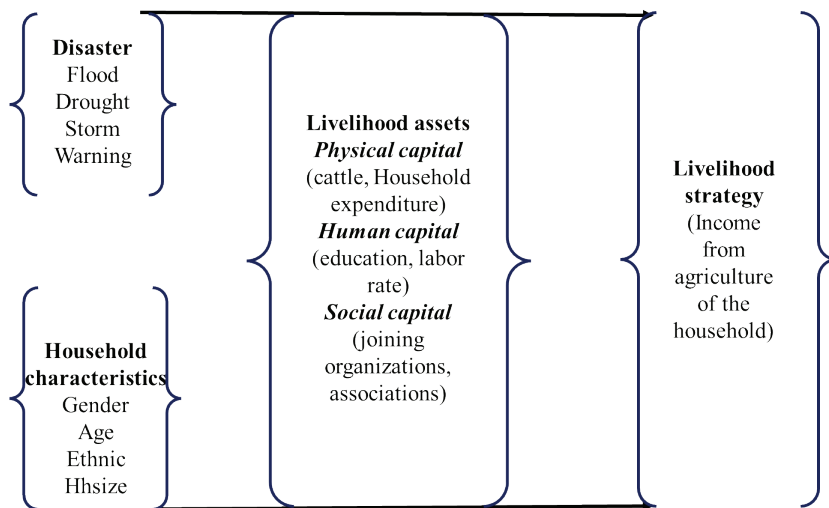 Disaster
Flood
Drought
Storm
Warning
Household
characteristics
Gender
Age
Ethnic
Hhsize
Livelihood assets
Physical capital
(cattle, Household
expenditure)
Human capital
(education, labor
rate)
Social capital
(joining
organizations,
associations)
Livelihood
strategy
(Income
from
agriculture
of the
household)